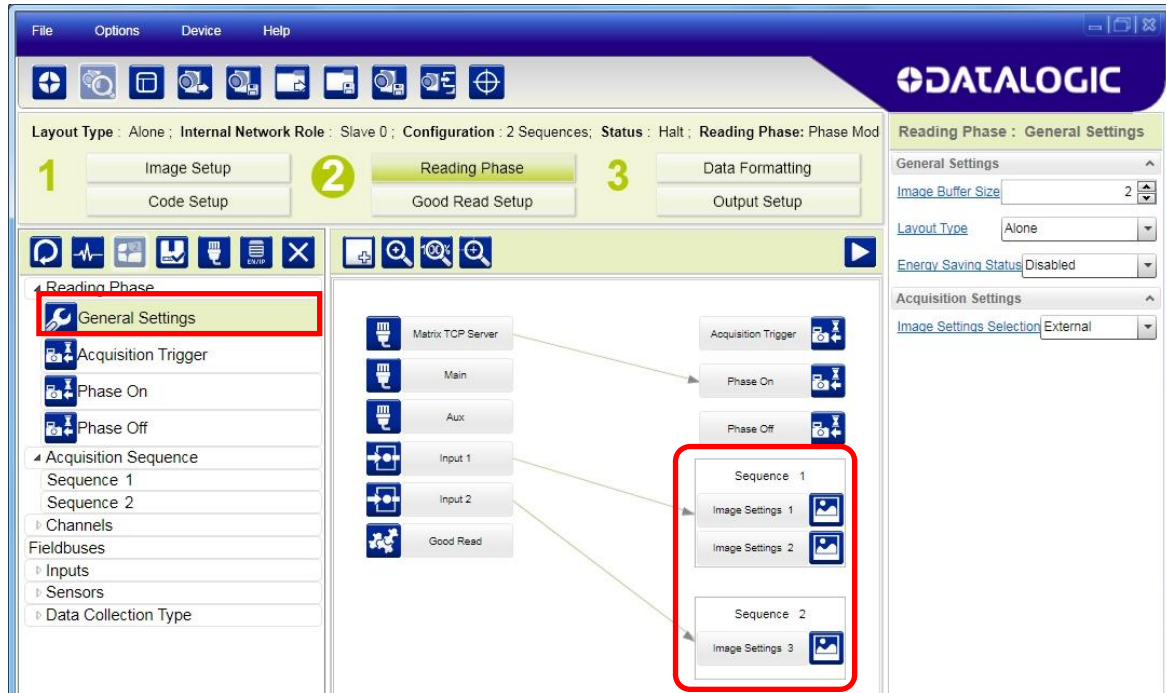 File Options Device Help
DATALOGIC
Layout Type : Alone ; Internal Network Role : Slave 0 ; Configuration : 2 Sequences; Status : Halt ; Reading Phase: Phase Mod
1 Image Setup 2 Reading Phase 3 Data Formatting
Code Setup Good Read Setup Output Setup
Reading Phase : General Settings
General Settings
Image Buffer Size 2
Layout Type Alone
Energy Saving Status Disabled
Acquisition Settings
Image Settings Selection External
EN/IP
100%
Reading Phase
General Settings
Acquisition Trigger
Phase On
Phase Off
Acquisition Sequence
Sequence 1
Sequence 2
Channels
Fieldbuses
Inputs
Sensors
Data Collection Type
Matrix TCP Server
Main
Aux
Input 1
Input 2
Good Read
Acquisition Trigger
Phase On
Phase Off
Sequence 1
Image Settings 1
Image Settings 2
Sequence 2
Image Settings 3